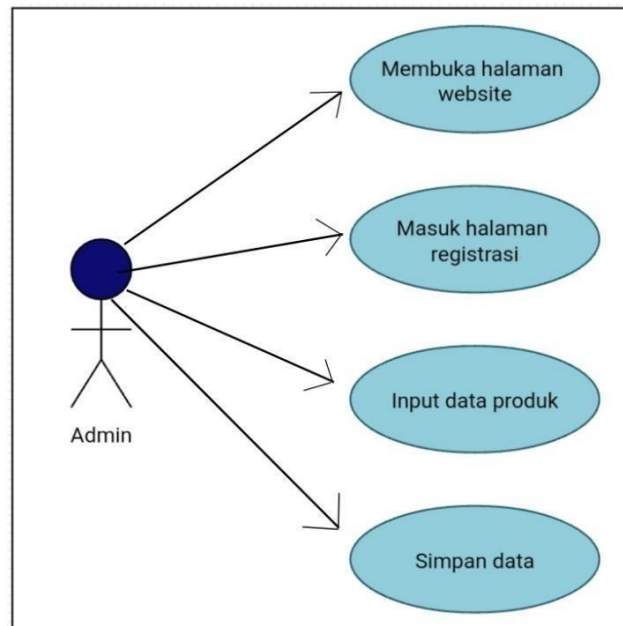 Membuka halaman
website
Masuk halaman
registrasi
Input data produk
Admin
Simpan data